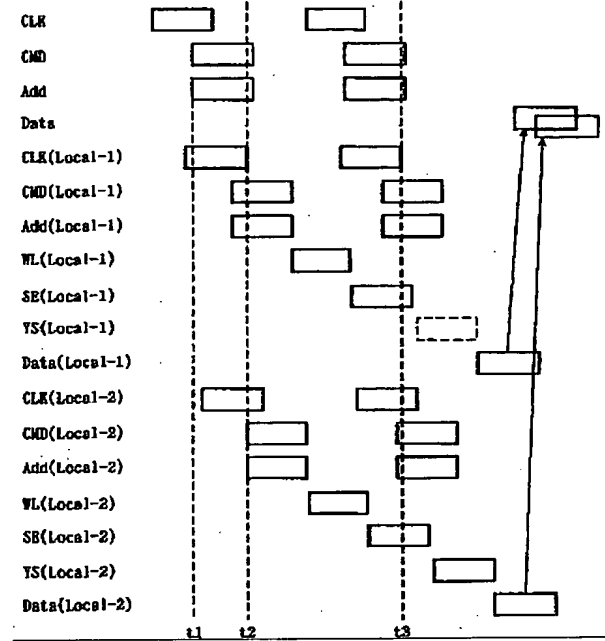 CLK
CMD
Add
Data
CLK(Local-1)
CMD(Local-1)
Add(Local-1)
WL(Local-1)
SE(Local-1)
YS(Local-1)
Data(Local-1)
CLK(Local-2)
CMD(Local-2)
Add(Local-2)
WL(Local-2)
SE(Local-2)
YS(Local-2)
Data(Local-2)
t1 t2 t3